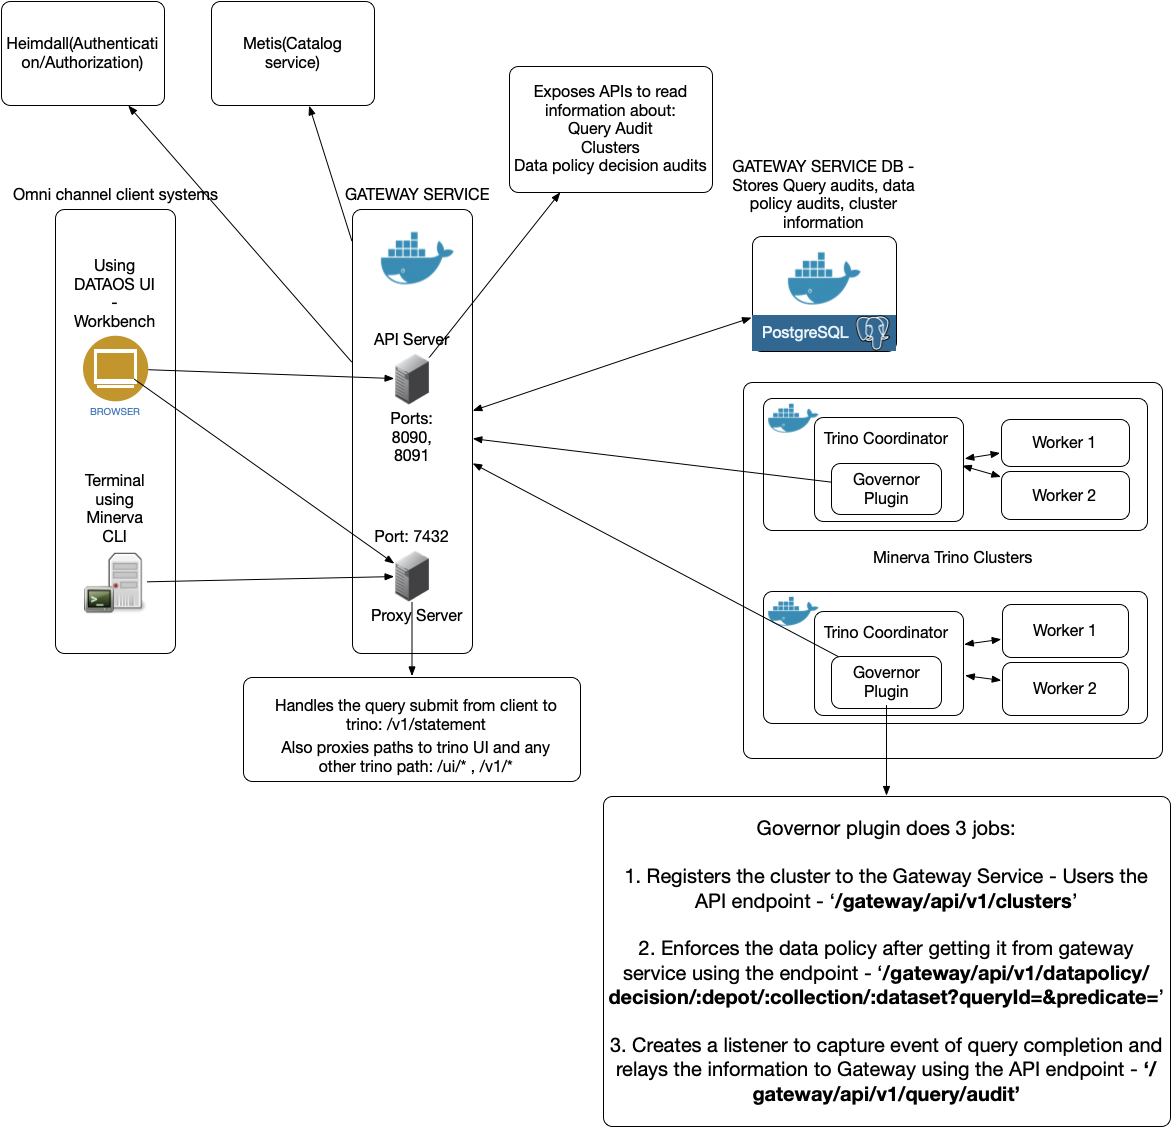 Heimdall(Authenticati
on/Authorization)
Metis(Catalog
service)
Exposes APIs to read
information about:
Query Audit
Clusters
Data policy decision audits
GATEWAY SERVICE DB -
Stores Query audits, data
policy audits, cluster
information
Omni channel client systems
GATEWAY SERVICE
Using
DATAOS UI
-
Workbench
BROWSER
Terminal
using
Minerva
CLI
API Server
Ports:
8090,
8091
Port: 7432
Proxy Server
PostgreSQL
Trino Coordinator
Governor
Plugin
Worker 1
Worker 2
Minerva Trino Clusters
Trino Coordinator
Governor
Plugin
Worker 1
Worker 2
Handles the query submit from client to
trino: /v1/statement
Also proxies paths to trino UI and any
other trino path: /ui/* , /v1/*
Governor plugin does 3 jobs:
1. Registers the cluster to the Gateway Service - Users the
API endpoint - ‘/gateway/api/v1/clusters’
2. Enforces the data policy after getting it from gateway
service using the endpoint - ‘/gateway/api/v1/datapolicy/
decision/:depot/:collection/:dataset?queryId=&predicate=’
3. Creates a listener to capture event of query completion and
relays the information to Gateway using the API endpoint - ‘/
gateway/api/v1/query/audit’